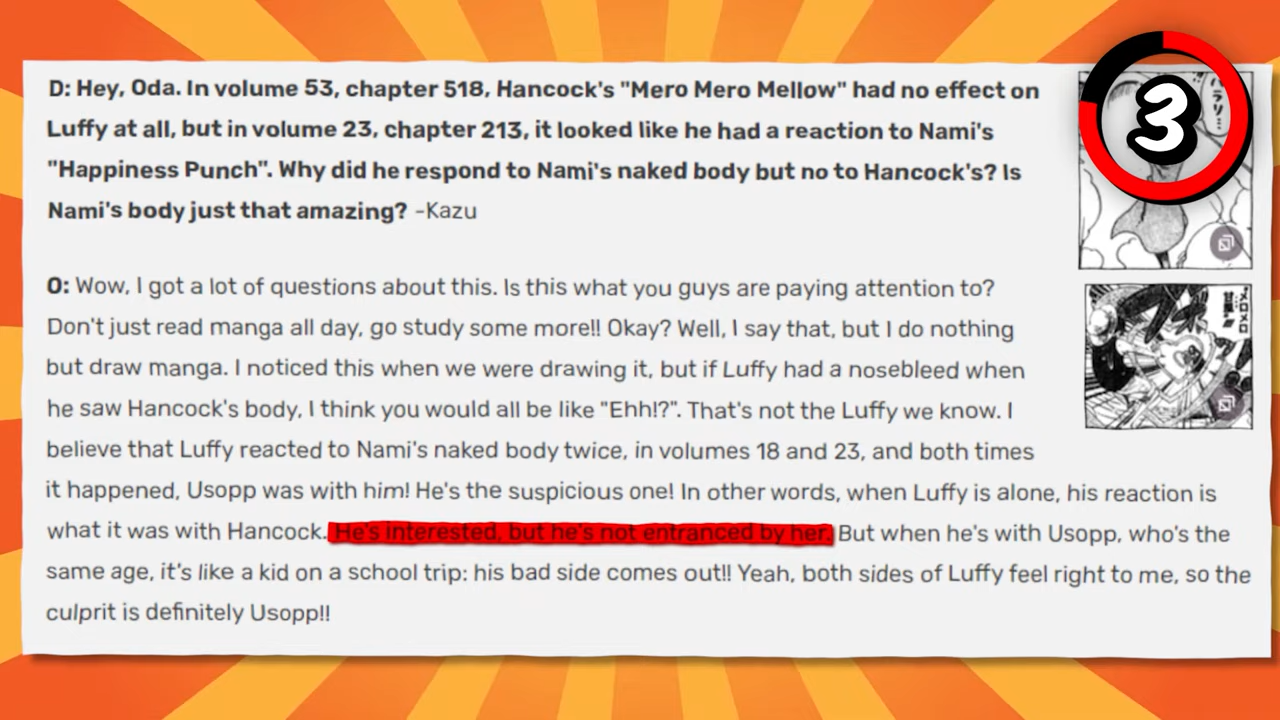 D: Hey, Oda. In volume 53, chapter 518, Hancock's "Mero Mero Mellow" had no effect on
Luffy at all, but in volume 23, chapter 213, it looked like he had a reaction to Nami's
"Happiness Punch". Why did he respond to Nami's naked body but no to Hancock's? Is
Nami's body just that amazing? -Kazu
O: Wow, I got a lot of questions about this. Is this what you guys are paying attention to?
Don't just read manga all day, go study some more!! Okay? Well, I say that, but I do nothing
but draw manga. I noticed this when we were drawing it, but if Luffy had a nosebleed when
he saw Hancock's body, I think you would all be like "Ehh!?". That's not the Luffy we know. I
believe that Luffy reacted to Nami's naked body twice, in volumes 18 and 23, and both times
it happened, Usopp was with him! He's the suspicious one! In other words, when Luffy is alone, his reaction is
what it was with Hancock. He's interested, but he's not entranced by her. But when he's with Usopp, who's the
same age, it's like a kid on a school trip: his bad side comes out!! Yeah, both sides of Luffy feel right to me, so the
culprit is definitely Usopp!!
3